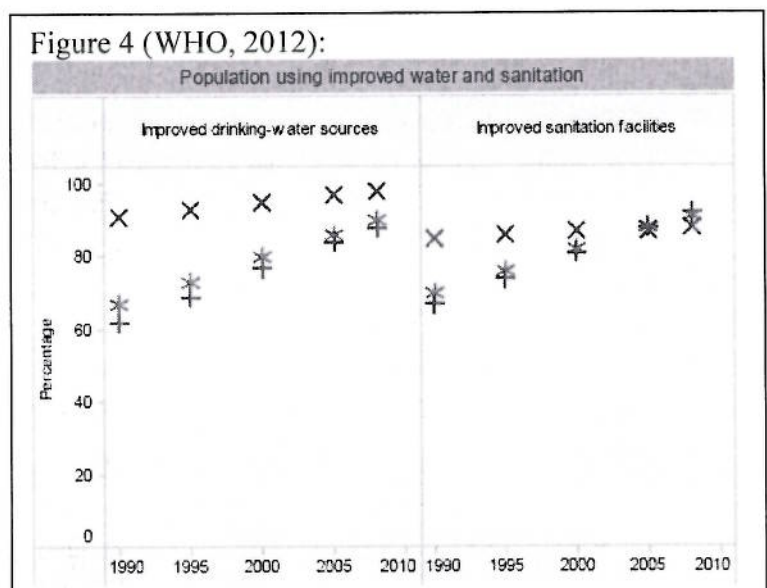 Figure 4 (WHO, 2012):
Population using improved water and sanitation
Improved drinking-water sources
Improved sanitation facilities
100
80
60
40
20
0
Percentage
1990 1995 2000 2005 2010 1990 1995 2000 2005 2010